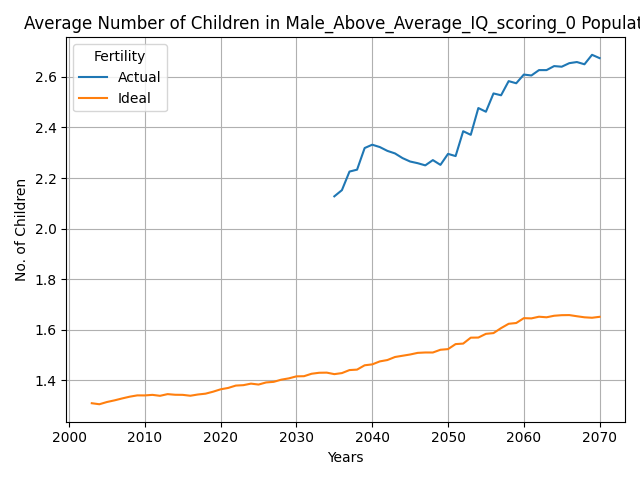 Average Number of Children in Male_Above_Average_IQ_scoring_0 Populat
Fertility
Actual
Ideal
2.6
2.4
2.2
2.0
1.8
1.6
1.4
No. of Children
2000 2010 2020 2030 2040 2050 2060 2070
Years